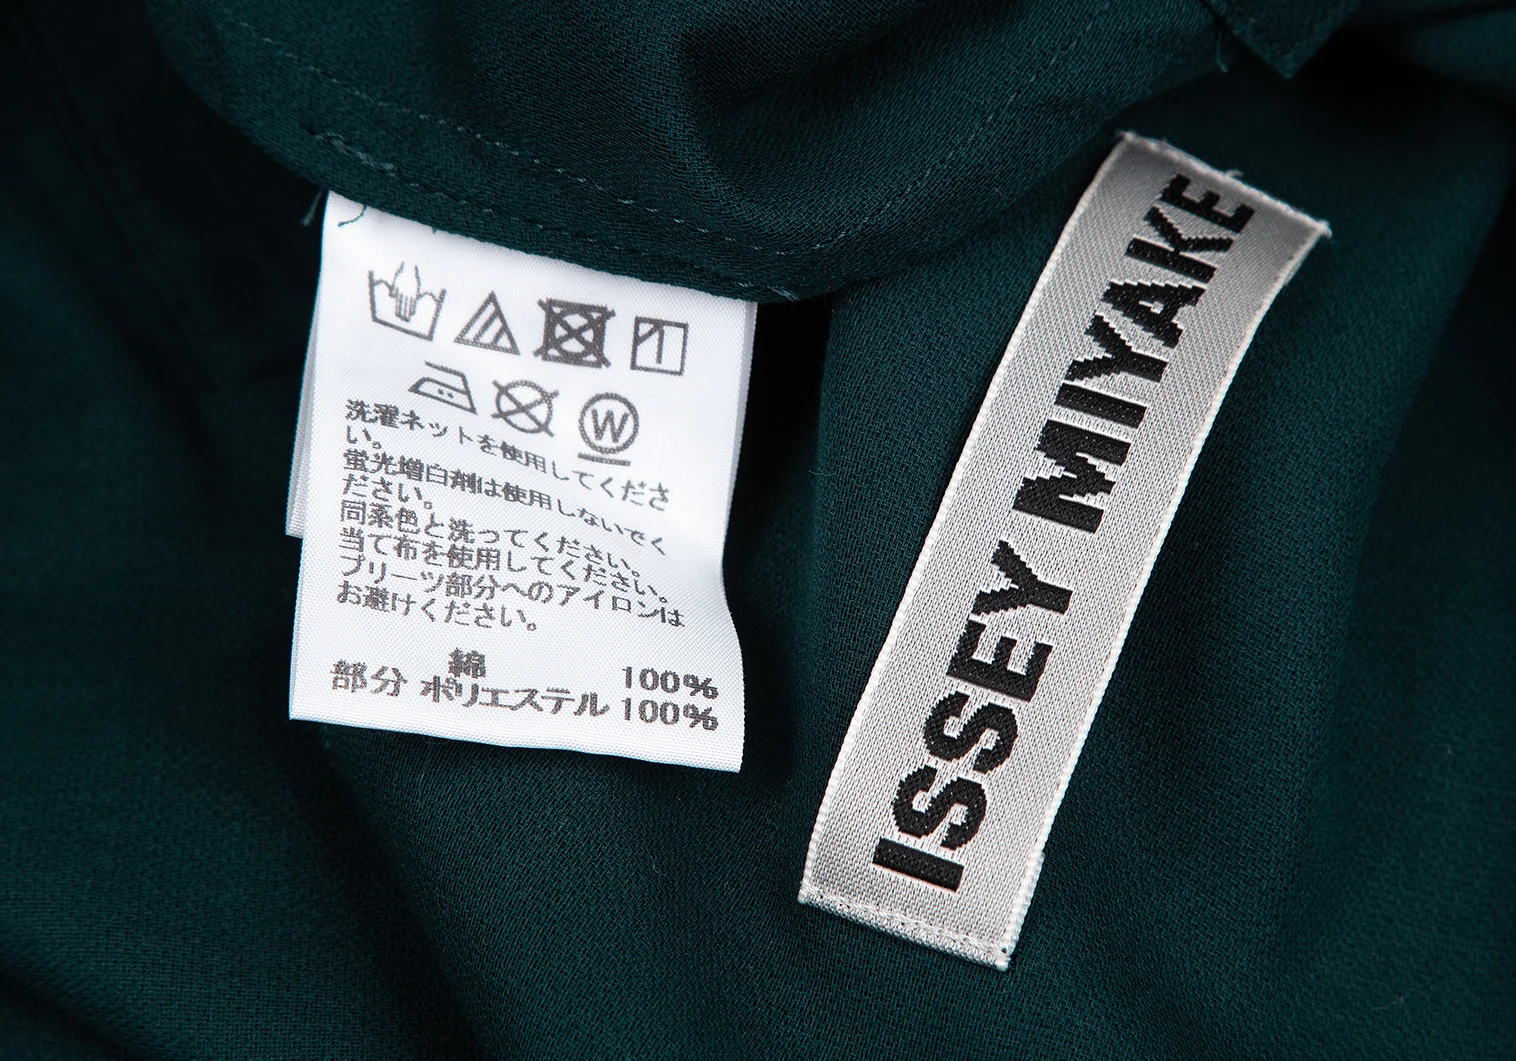 洗濯ネットを使用してくださ
い。
蛍光増白剤は使用しないでく
ださい。
同系色と洗ってください。
当て布を使用してください。
プリーツ部分へのアイロンは
お避けください。
綿 100%
部分 ポリエステル 100%
W
ISSEY MIYAKE